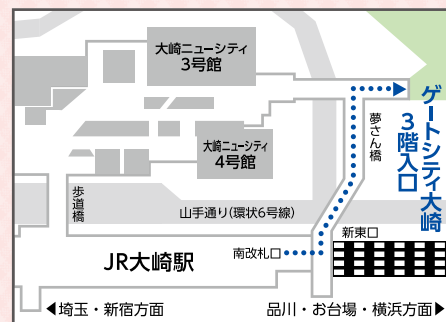 大崎ニューシティ
3号館
大崎ニューシティ
4号館
夢さん橋
ゲートシティ大崎
3階入口
歩道橋
山手通り(環状6号線)
新東口
南改札口
JR大崎駅
◀埼玉・新宿方面
品川・お台場・横浜方面▶